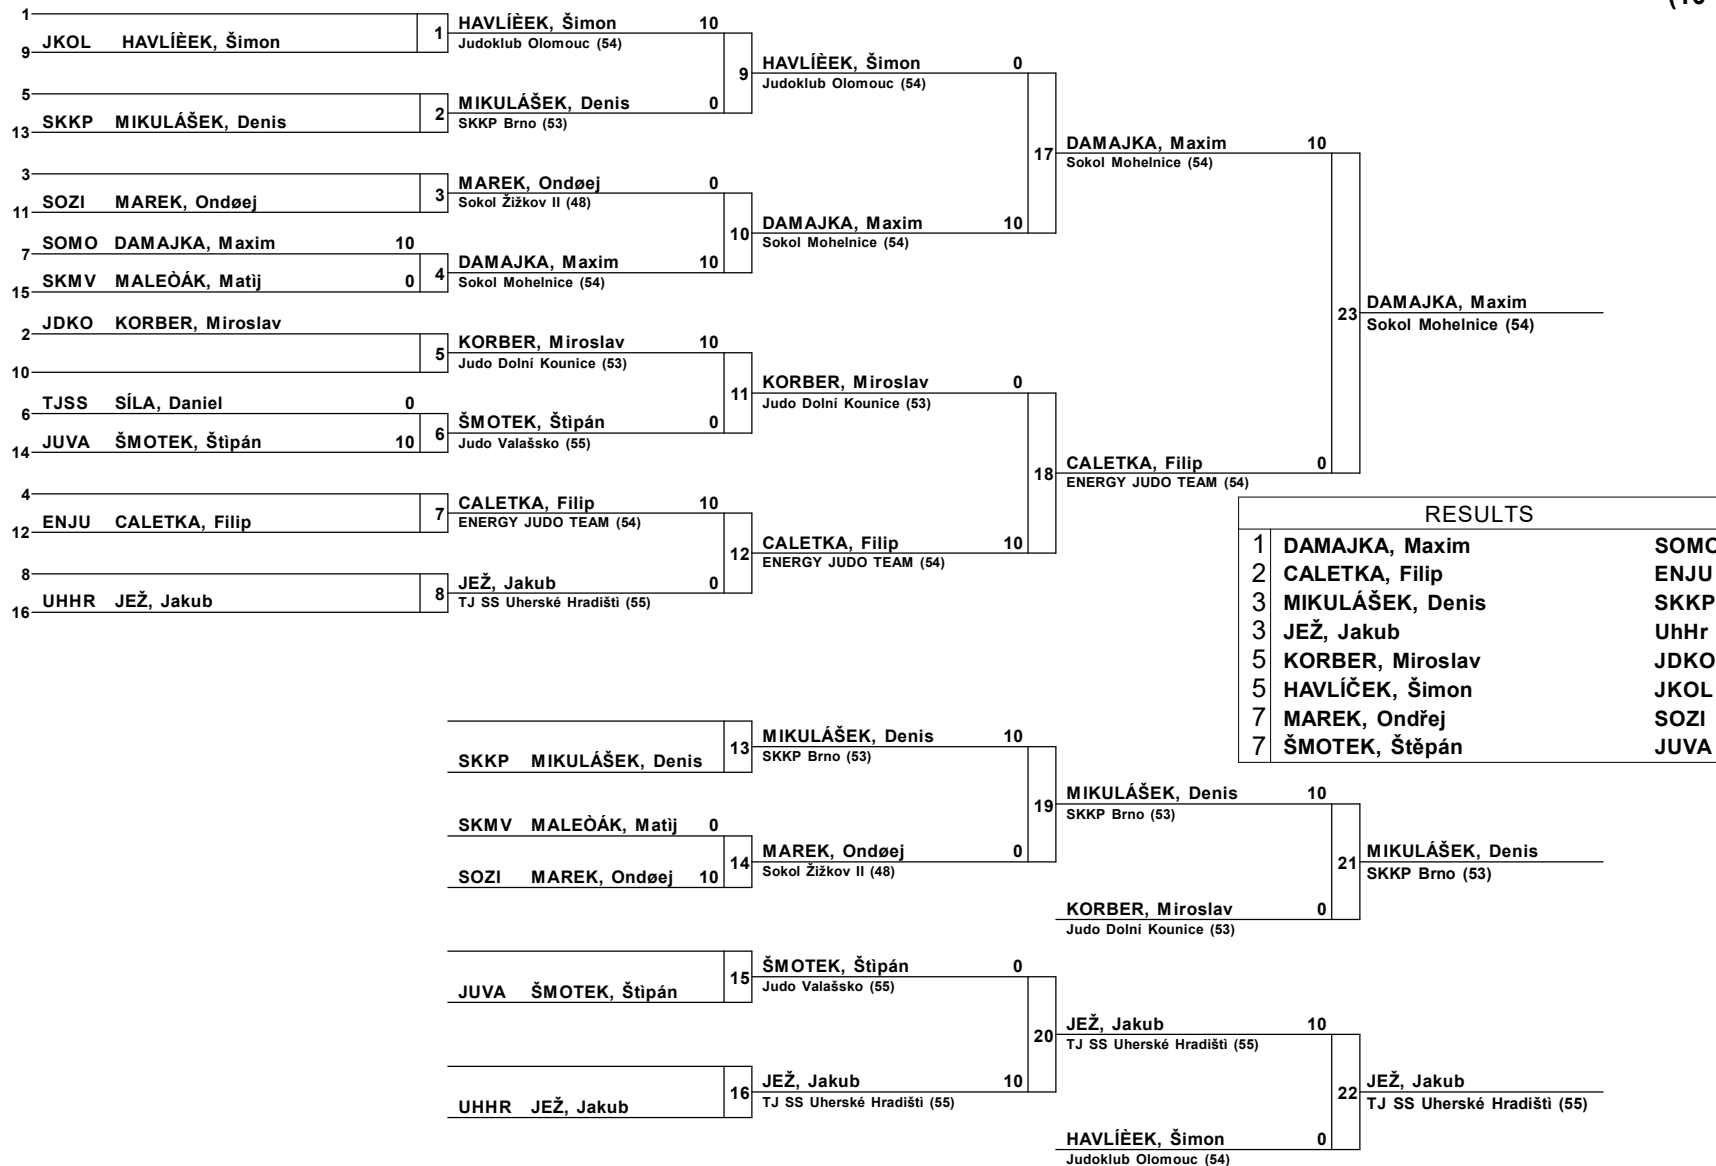 (10
1
JKOL HAVLÍÈEK, Šimon
9
1
HAVLÍÈEK, Šimon 10
Judoklub Olomouc (54)
5
SKKP MIKULÁŠEK, Denis
13
2
MIKULÁŠEK, Denis 0
SKKP Brno (53)
9
HAVLÍÈEK, Šimon 0
Judoklub Olomouc (54)
3
SOZI MAREK, Ondøej
11
3
MAREK, Ondøej 0
Sokol Žižkov II (48)
SOMO DAMAJKA, Maxim 10
7
SKMV MALEÒÁK, Matìj 0
15
4
DAMAJKA, Maxim 10
Sokol Mohelnice (54)
10
DAMAJKA, Maxim 10
Sokol Mohelnice (54)
17
DAMAJKA, Maxim 10
Sokol Mohelnice (54)
JDKO KORBER, Miroslav
2
10
5
KORBER, Miroslav 10
Judo Dolní Kounice (53)
TJSS SÍLA, Daniel 0
6
JUVA ŠMOTEK, Štìpán 10
14
6
ŠMOTEK, Štìpán 0
Judo Valašsko (55)
11
KORBER, Miroslav 0
Judo Dolní Kounice (53)
4
ENJU CALETKA, Filip
12
7
CALETKA, Filip 10
ENERGY JUDO TEAM (54)
8
UHHR JEŽ, Jakub
16
8
JEŽ, Jakub 0
TJ SS Uherské Hradištì (55)
12
CALETKA, Filip 10
ENERGY JUDO TEAM (54)
18
CALETKA, Filip 0
ENERGY JUDO TEAM (54)
23
DAMAJKA, Maxim
Sokol Mohelnice (54)
RESULTS
1 DAMAJKA, Maxim SOMO
2 CALETKA, Filip ENJU
3 MIKULÁŠEK, Denis SKKP
3 JEŽ, Jakub UhHr
5 KORBER, Miroslav JDKO
5 HAVLÍČEK, Šimon JKOL
7 MAREK, Ondřej SOZI
7 ŠMOTEK, Štěpán JUVA
SKKP MIKULÁŠEK, Denis
13
MIKULÁŠEK, Denis 10
SKKP Brno (53)
SKMV MALEÒÁK, Matìj 0
SOZI MAREK, Ondøej 10
14
MAREK, Ondøej 0
Sokol Žižkov II (48)
19
MIKULÁŠEK, Denis 10
SKKP Brno (53)
KORBER, Miroslav 0
Judo Dolní Kounice (53)
21
MIKULÁŠEK, Denis
SKKP Brno (53)
JUVA ŠMOTEK, Štìpán
15
ŠMOTEK, Štìpán 0
Judo Valašsko (55)
UHHR JEŽ, Jakub
16
JEŽ, Jakub 10
TJ SS Uherské Hradištì (55)
20
JEŽ, Jakub 10
TJ SS Uherské Hradištì (55)
HAVLÍÈEK, Šimon 0
Judoklub Olomouc (54)
22
JEŽ, Jakub
TJ SS Uherské Hradištì (55)